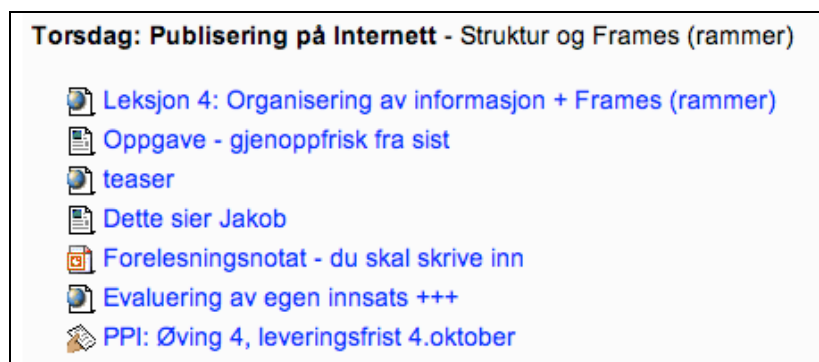 Torsdag: Publisering på Internett - Struktur og Frames (rammer)
Leksjon 4: Organisering av informasjon + Frames (rammer)
Oppgave - gjenoppfrisk fra sist
teaser
Dette sier Jakob
Forelesningsnotat - du skal skrive inn
Evaluering av egen innsats +++
PPI: Øving 4, leveringsfrist 4.oktober